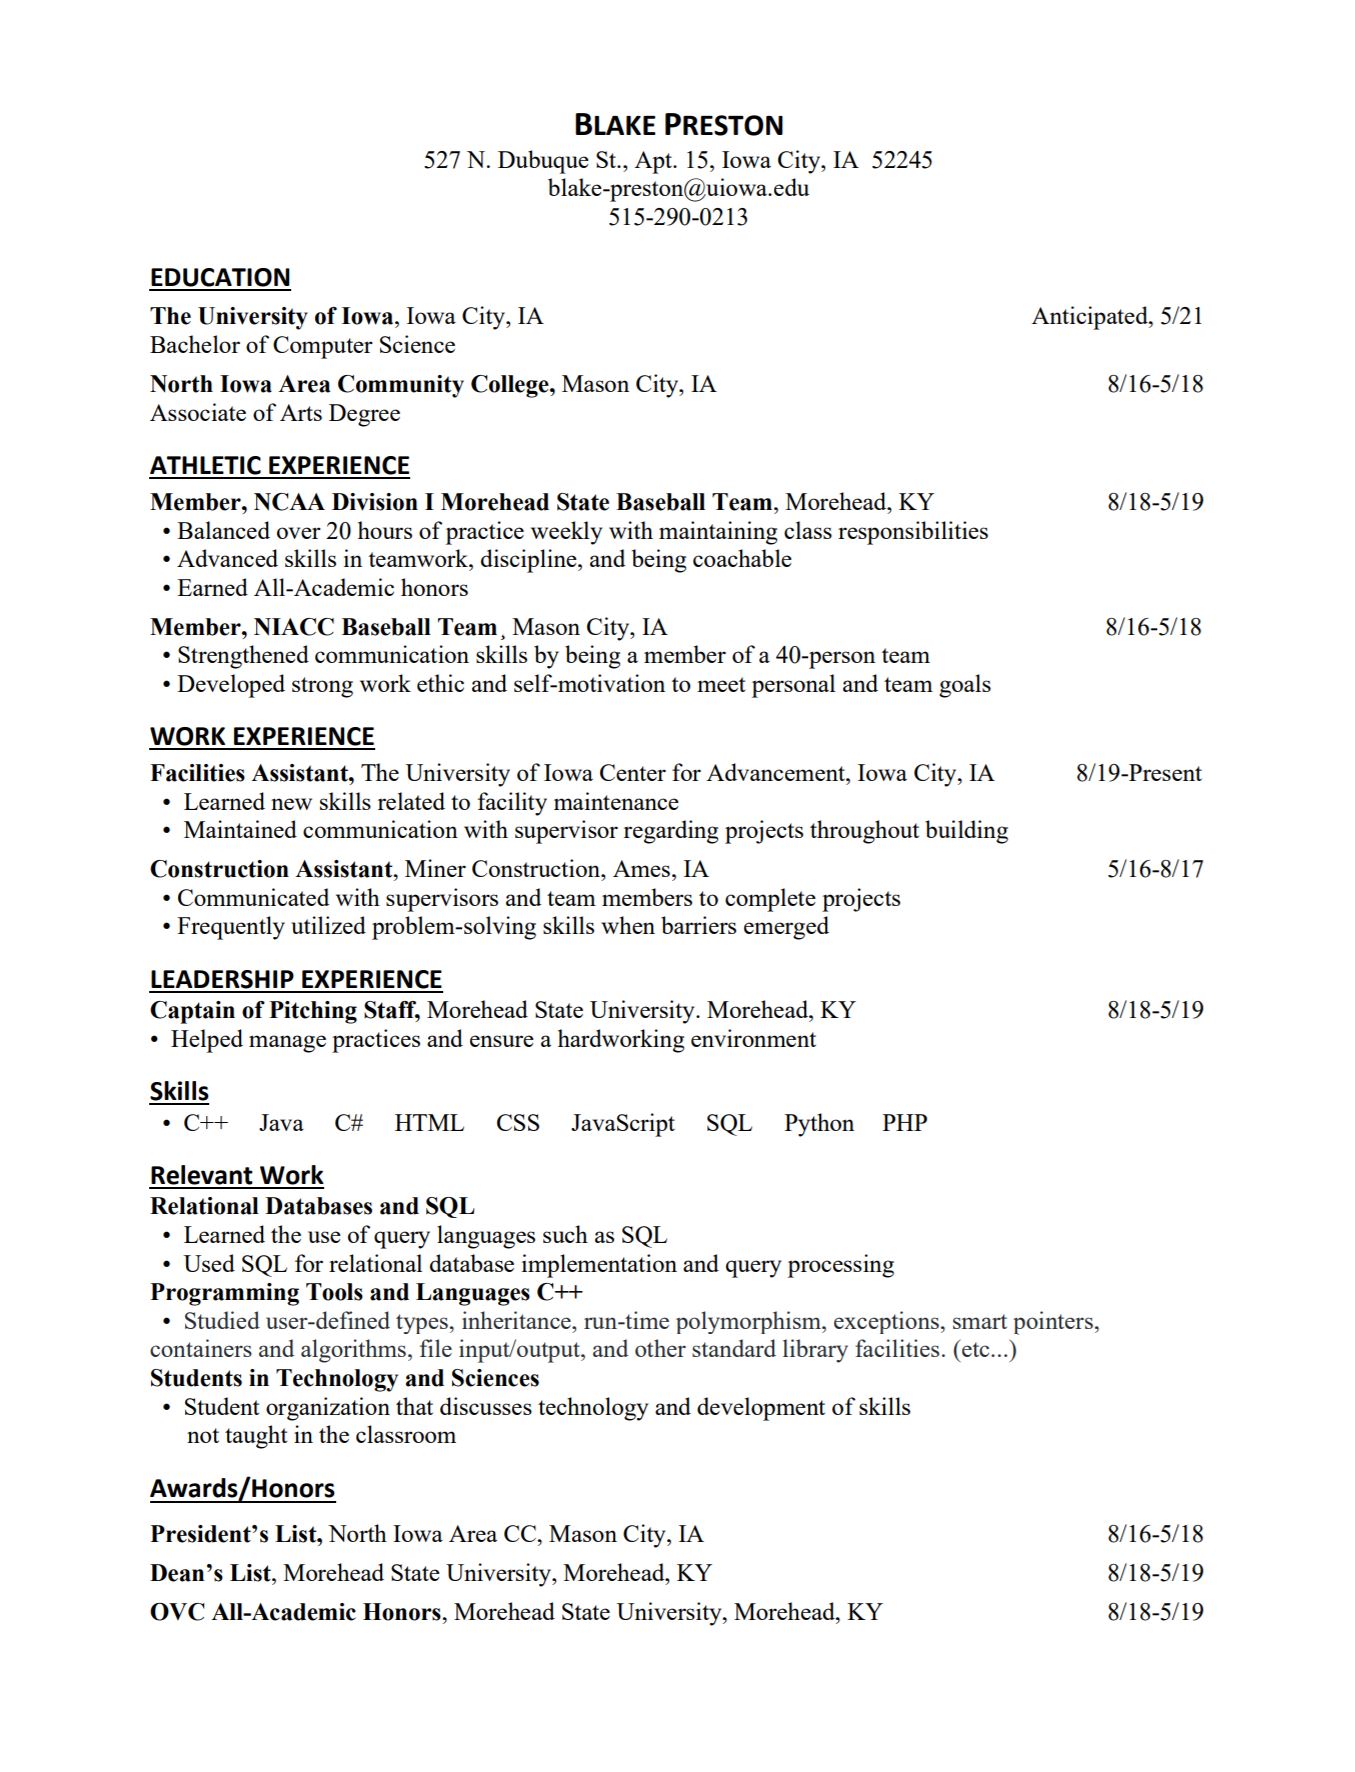 BLAKE PRESTON
527 N. Dubuque St., Apt. 15, Iowa City, IA  52245
blake-preston@uiowa.edu
515-290-0213
EDUCATION
The University of Iowa, Iowa City, IA Anticipated, 5/21
Bachelor of Computer Science
North Iowa Area Community College, Mason City, IA 8/16-5/18
Associate of Arts Degree
ATHLETIC EXPERIENCE
Member, NCAA Division I Morehead State Baseball Team, Morehead, KY 8/18-5/19
• Balanced over 20 hours of practice weekly with maintaining class responsibilities
• Advanced skills in teamwork, discipline, and being coachable
• Earned All-Academic honors
Member, NIACC Baseball Team¸ Mason City, IA 8/16-5/18
• Strengthened communication skills by being a member of a 40-person team
• Developed strong work ethic and self-motivation to meet personal and team goals
WORK EXPERIENCE
Facilities Assistant, The University of Iowa Center for Advancement, Iowa City, IA 8/19-Present
• Learned new skills related to facility maintenance
• Maintained communication with supervisor regarding projects throughout building
Construction Assistant, Miner Construction, Ames, IA 5/16-8/17
• Communicated with supervisors and team members to complete projects
• Frequently utilized problem-solving skills when barriers emerged
LEADERSHIP EXPERIENCE
Captain of Pitching Staff, Morehead State University. Morehead, KY 8/18-5/19
• Helped manage practices and ensure a hardworking environment
Skills
• C++ Java C# HTML CSS JavaScript SQL Python PHP
Relevant Work
Relational Databases and SQL
• Learned the use of query languages such as SQL
• Used SQL for relational database implementation and query processing
Programming Tools and Languages C++
• Studied user-defined types, inheritance, run-time polymorphism, exceptions, smart pointers,
containers and algorithms, file input/output, and other standard library facilities. (etc...)
Students in Technology and Sciences
• Student organization that discusses technology and development of skills
not taught in the classroom
Awards/Honors
President’s List, North Iowa Area CC, Mason City, IA 8/16-5/18
Dean’s List, Morehead State University, Morehead, KY 8/18-5/19
OVC All-Academic Honors, Morehead State University, Morehead, KY 8/18-5/19